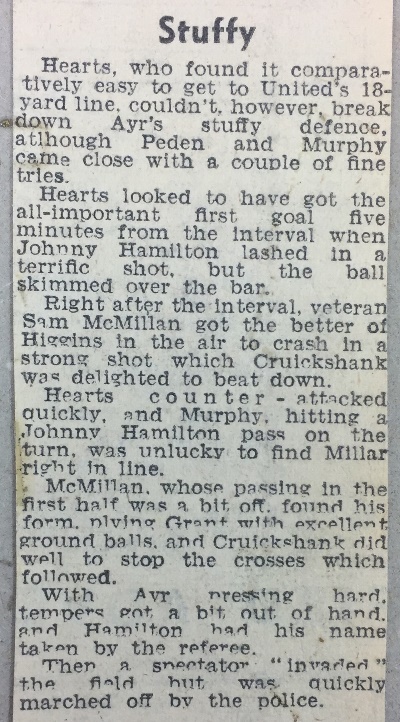 Stuffy
Hearts, who found it compara-
tively easy to get to United's 18-
yard line, couldn't, however, break
down Ayr's stuffy defence,
atlhough Peden and Murphy
came close with a couple of fine
tries.
Hearts looked to have got the
all-important first goal five
minutes from the interval when
Johnny Hamilton lashed in a
terrific shot, but the ball
skimmed over the bar.
Right after the interval, veteran
Sam McMillan got the better of
Higgins in the air to crash in a
strong shot which Cruickshank
was delighted to beat down.
Hearts counter - attacked
quickly, and Murphy, hitting a
Johnny Hamilton pass on the
turn, was unlucky to find Millar
right in line.
McMillan, whose passing in the
first half was a bit off, found his
form, plying Grant with excellent
ground balls, and Cruickshank did
well to stop the crosses which
followed.
With Ayr pressing hard,
tempers got a bit out of hand,
and Hamilton had his name
taken by the referee.
Then a spectator "invaded"
the field but was quickly
marched off by the police.